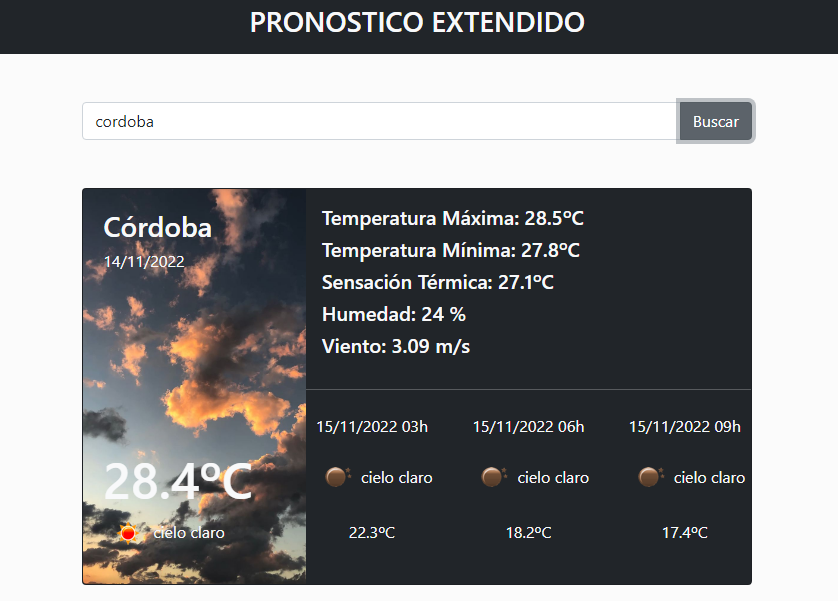 PRONOSTICO EXTENDIDO
cordoba
Buscar
Córdoba
14/11/2022
28.4ºC
cielo claro
Temperatura Máxima: 28.5ºC
Temperatura Mínima: 27.8ºC
Sensación Térmica: 27.1ºC
Humedad: 24 %
Viento: 3.09 m/s
15/11/2022 03h
cielo claro
22.3ºC
15/11/2022 06h
cielo claro
18.2ºC
15/11/2022 09h
cielo claro
17.4ºC